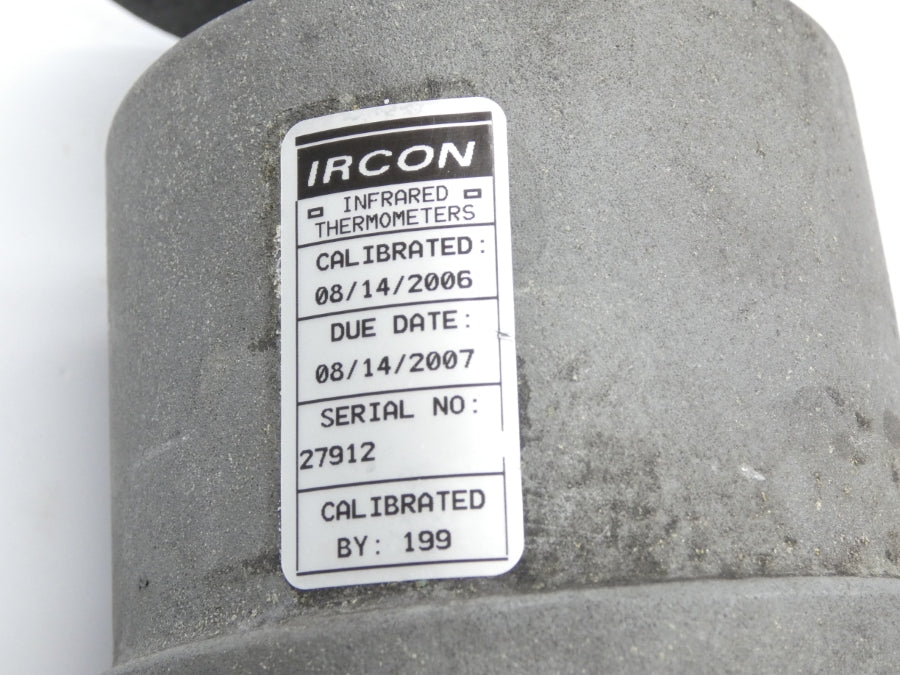 IRCON
INFRARED
THERMOMETERS
CALIBRATED:
08/14/2006
DUE DATE:
08/14/2007
SERIAL NO:
27912
CALIBRATED
BY: 199